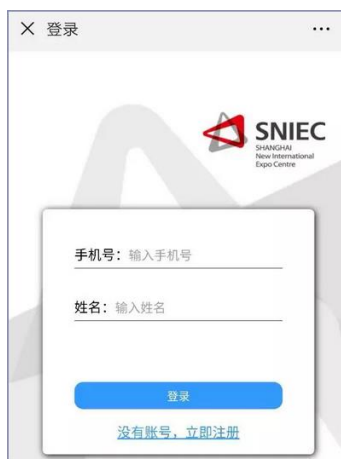 登录
SNIEC
SHANGHAI
New International
Expo Centre
手机号：输入手机号
姓名：输入姓名
登录
没有账号，立即注册